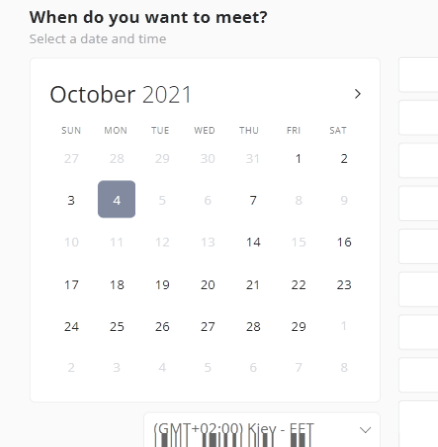 When do you want to meet?
Select a date and time
October 2021
SUN MON TUE WED THU FRI SAT
27 28 29 30 31 1 2
3 4 5 6 7 8 9
10 11 12 13 14 15 16
17 18 19 20 21 22 23
24 25 26 27 28 29 1
2 3 4 5 6 7 8
(GMT+02:00) Kiev - EET